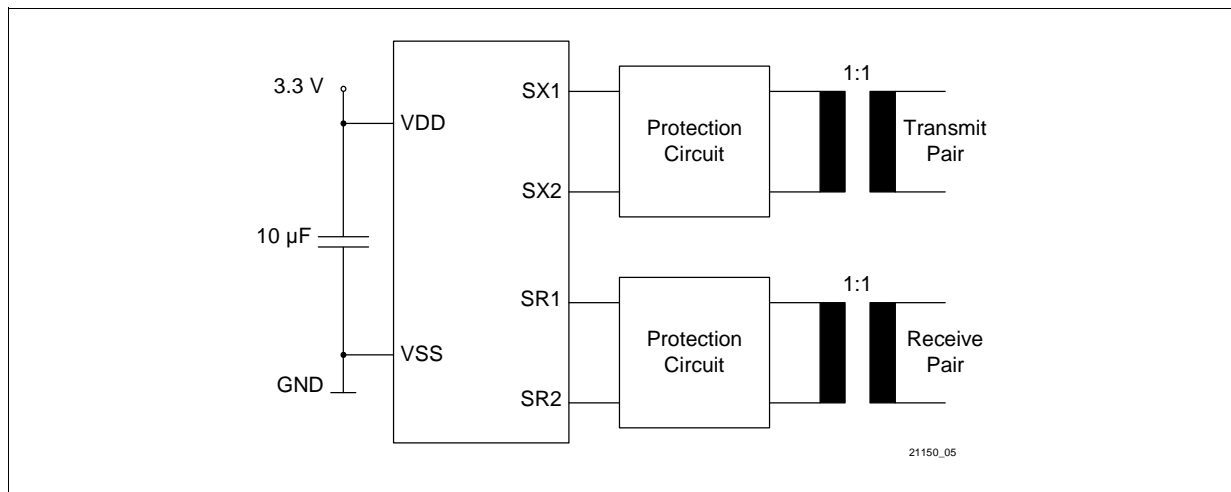 3.3 V
VDD
10 µF
VSS
GND
SX1
SX2
SR1
SR2
Protection
Circuit
1:1
Transmit
Pair
Protection
Circuit
1:1
Receive
Pair
21150_05